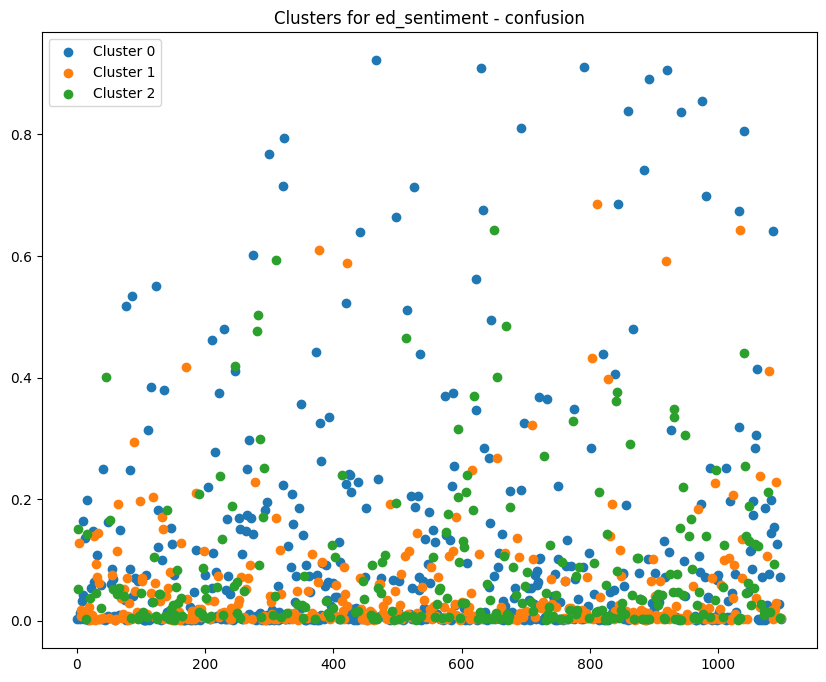 Clusters for ed_sentiment - confusion
Cluster 0
Cluster 1
Cluster 2
0.8
0.6
0.4
0.2
0.0
0 200 400 600 800 1000